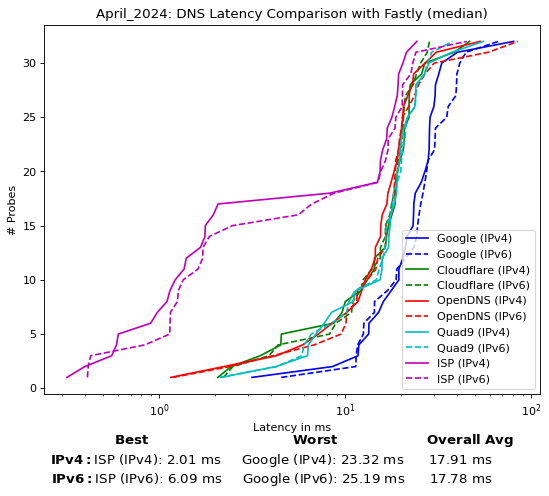 April_2024: DNS Latency Comparison with Fastly (median)
# Probes
30
25
20
15
10
5
0
Google (IPv4)
Google (IPv6)
Cloudflare (IPv4)
Cloudflare (IPv6)
OpenDNS (IPv4)
OpenDNS (IPv6)
Quad9 (IPv4)
Quad9 (IPv6)
ISP (IPv4)
ISP (IPv6)
10⁰ 10¹ 10²
Latency in ms
Best Worst Overall Avg
IPv4: ISP (IPv4): 2.01 ms Google (IPv4): 23.32 ms 17.91 ms
IPv6: ISP (IPv6): 6.09 ms Google (IPv6): 25.19 ms 17.78 ms